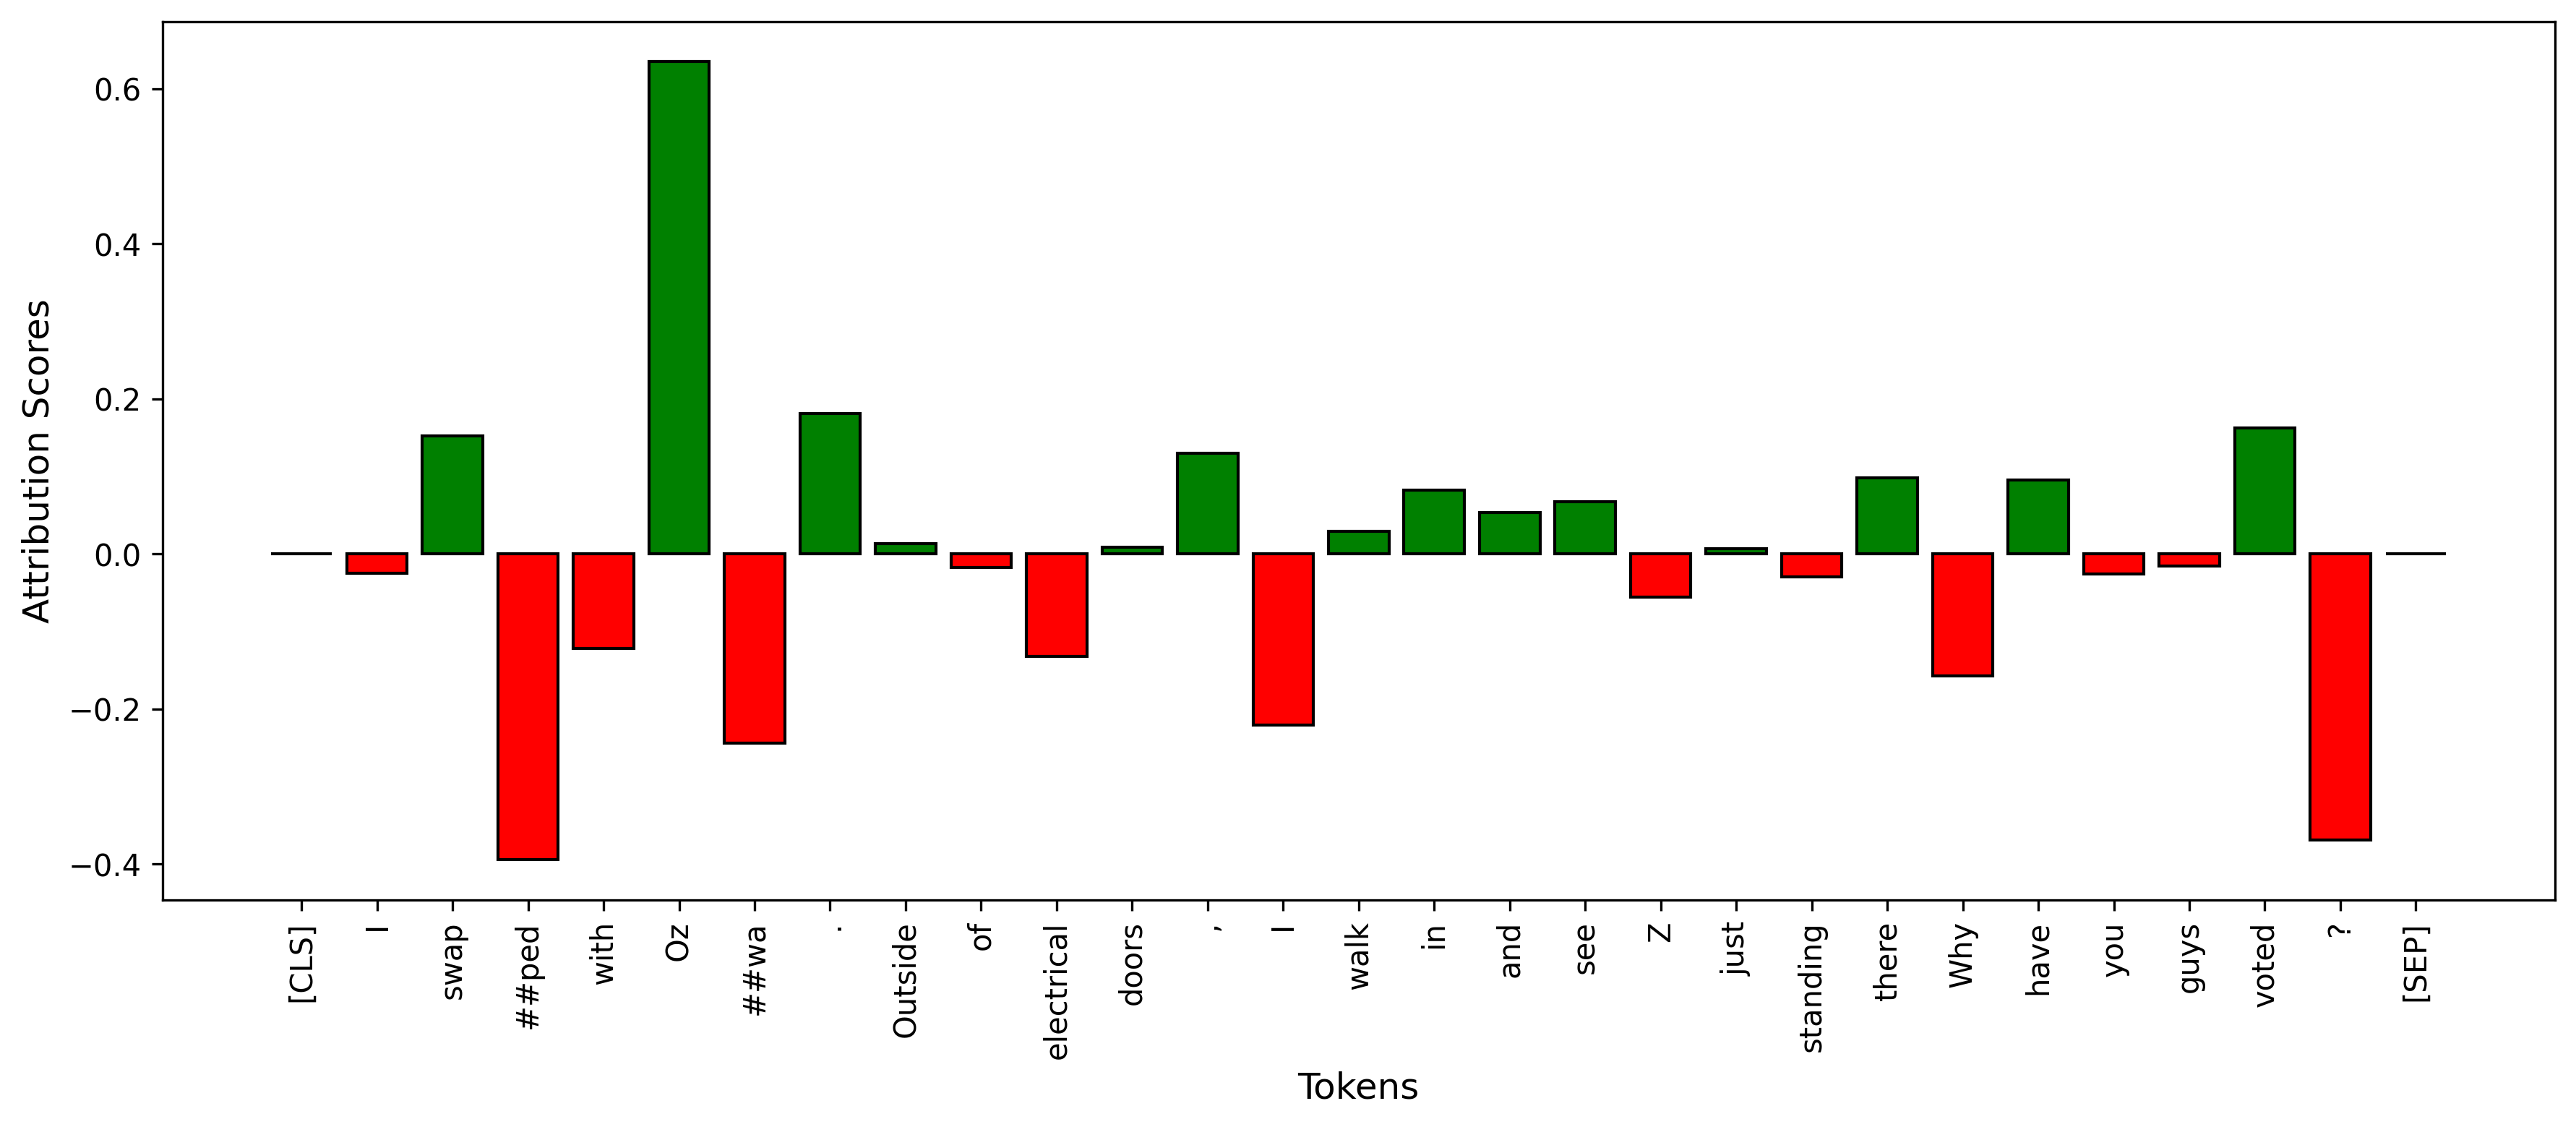 Attribution Scores
0.6
0.4
0.2
0.0
−0.2
−0.4
[CLS]
I
swap
##ped
with
Oz
##wa
.
Outside
of
electrical
doors
,
I
walk
in
and
see
Z
just
standing
there
Why
have
you
guys
voted
?
[SEP]
Tokens